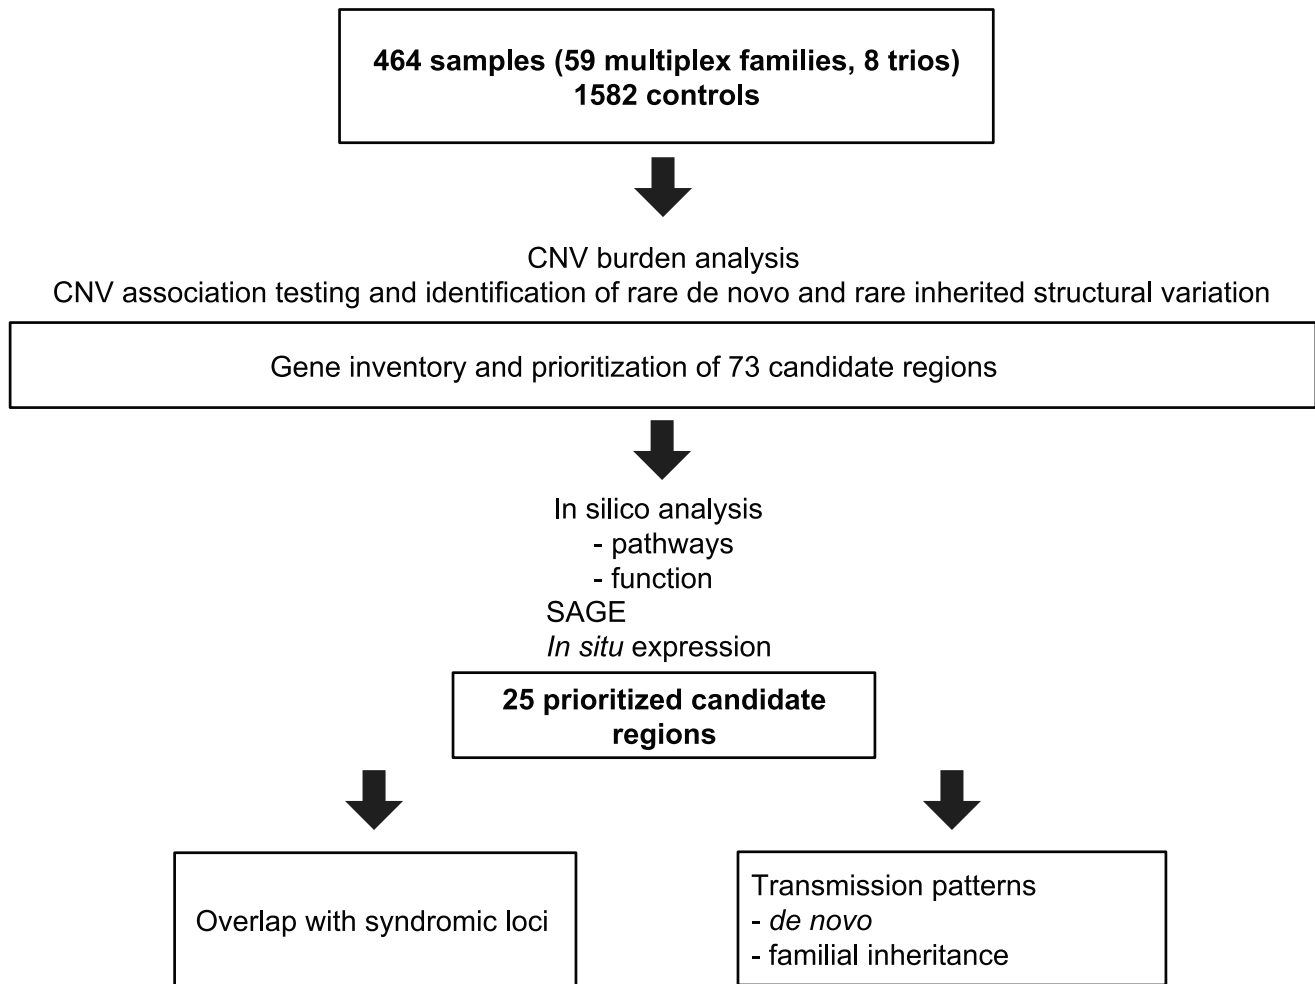 464 samples (59 multiplex families, 8 trios)
1582 controls
CNV burden analysis
CNV association testing and identification of rare de novo and rare inherited structural variation
Gene inventory and prioritization of 73 candidate regions
In silico analysis
- pathways
- function
SAGE
In situ expression
25 prioritized candidate
regions
Overlap with syndromic loci
Transmission patterns
- de novo
- familial inheritance